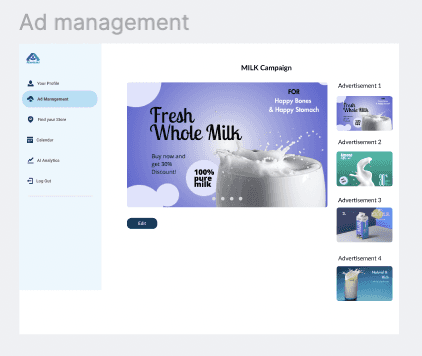 Ad management
Your Profile
Ad Management
Find your Store
Calendar
AI Analytics
Log Out
MILK Campaign
FOR
Happy Bones
& Happy Stomach
Fresh
Whole Milk
Buy now and
get 30%
Discount!
100%
pure
milk
Edit
Advertisement 1
Fresh
Whole Milk
Advertisement 2
Advertisement 3
Advertisement 4